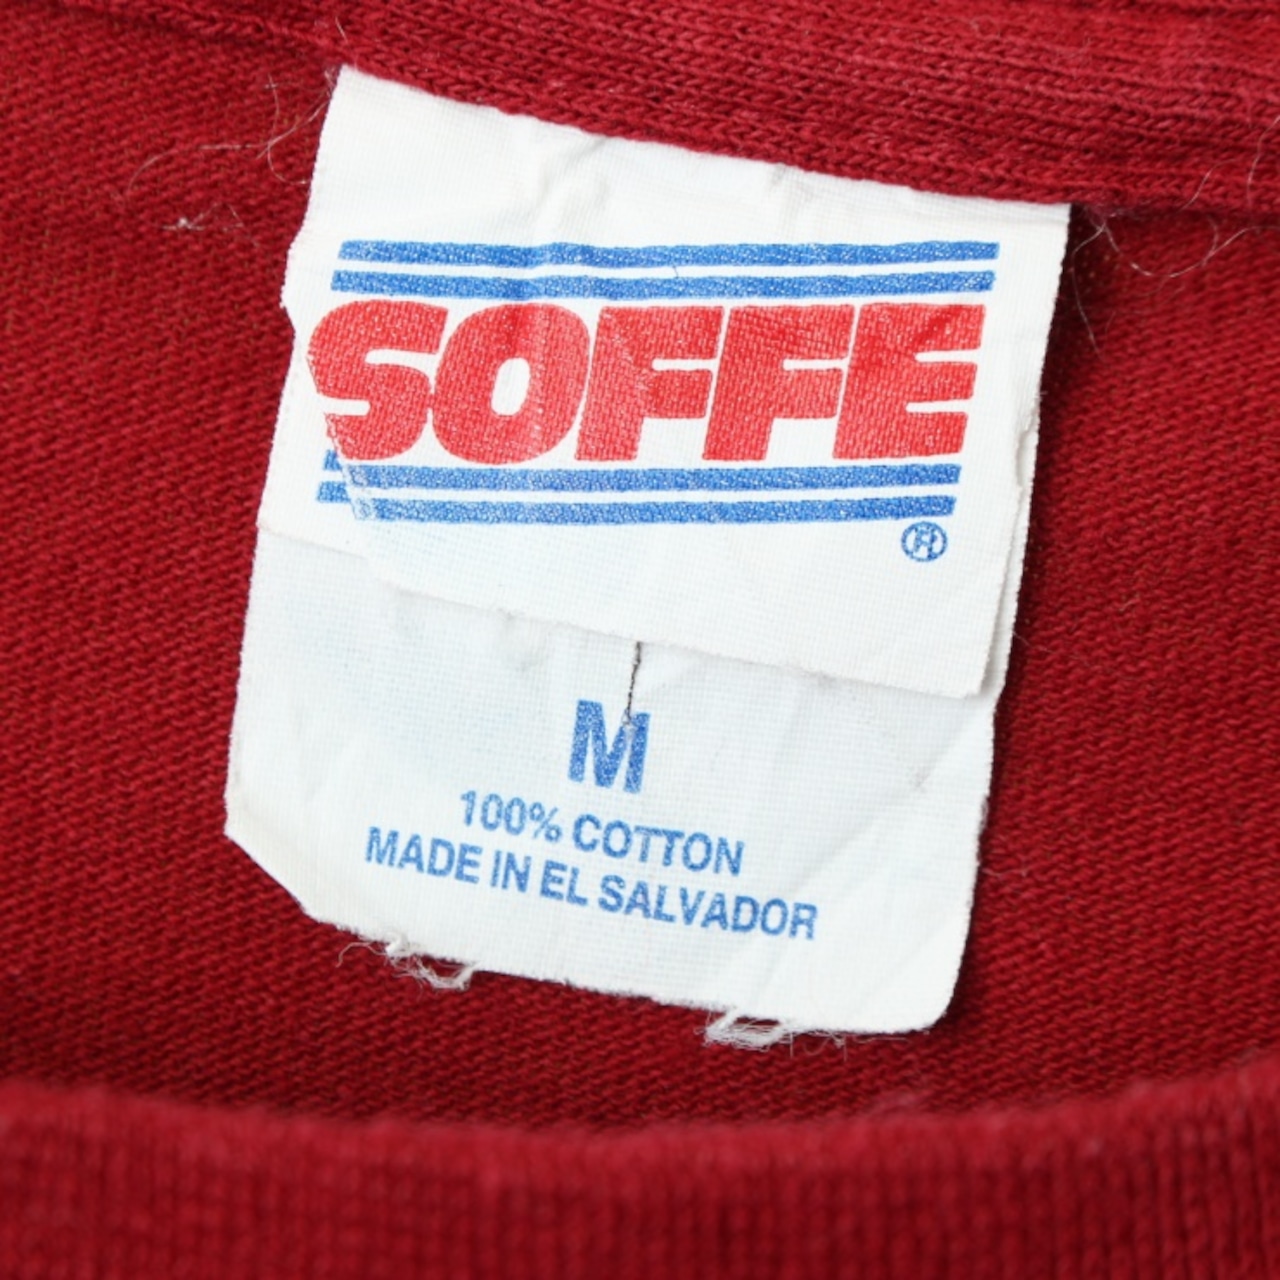 SOFFE
®
M
100% COTTON
MADE IN EL SALVADOR